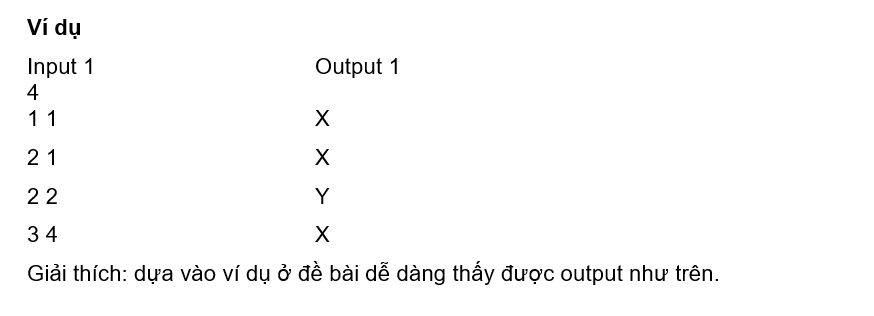 Ví dụ
Input 1 Output 1
4
1 1 X
2 1 X
2 2 Y
3 4 X
Giải thích: dựa vào ví dụ ở đề bài dễ dàng thấy được output như trên.